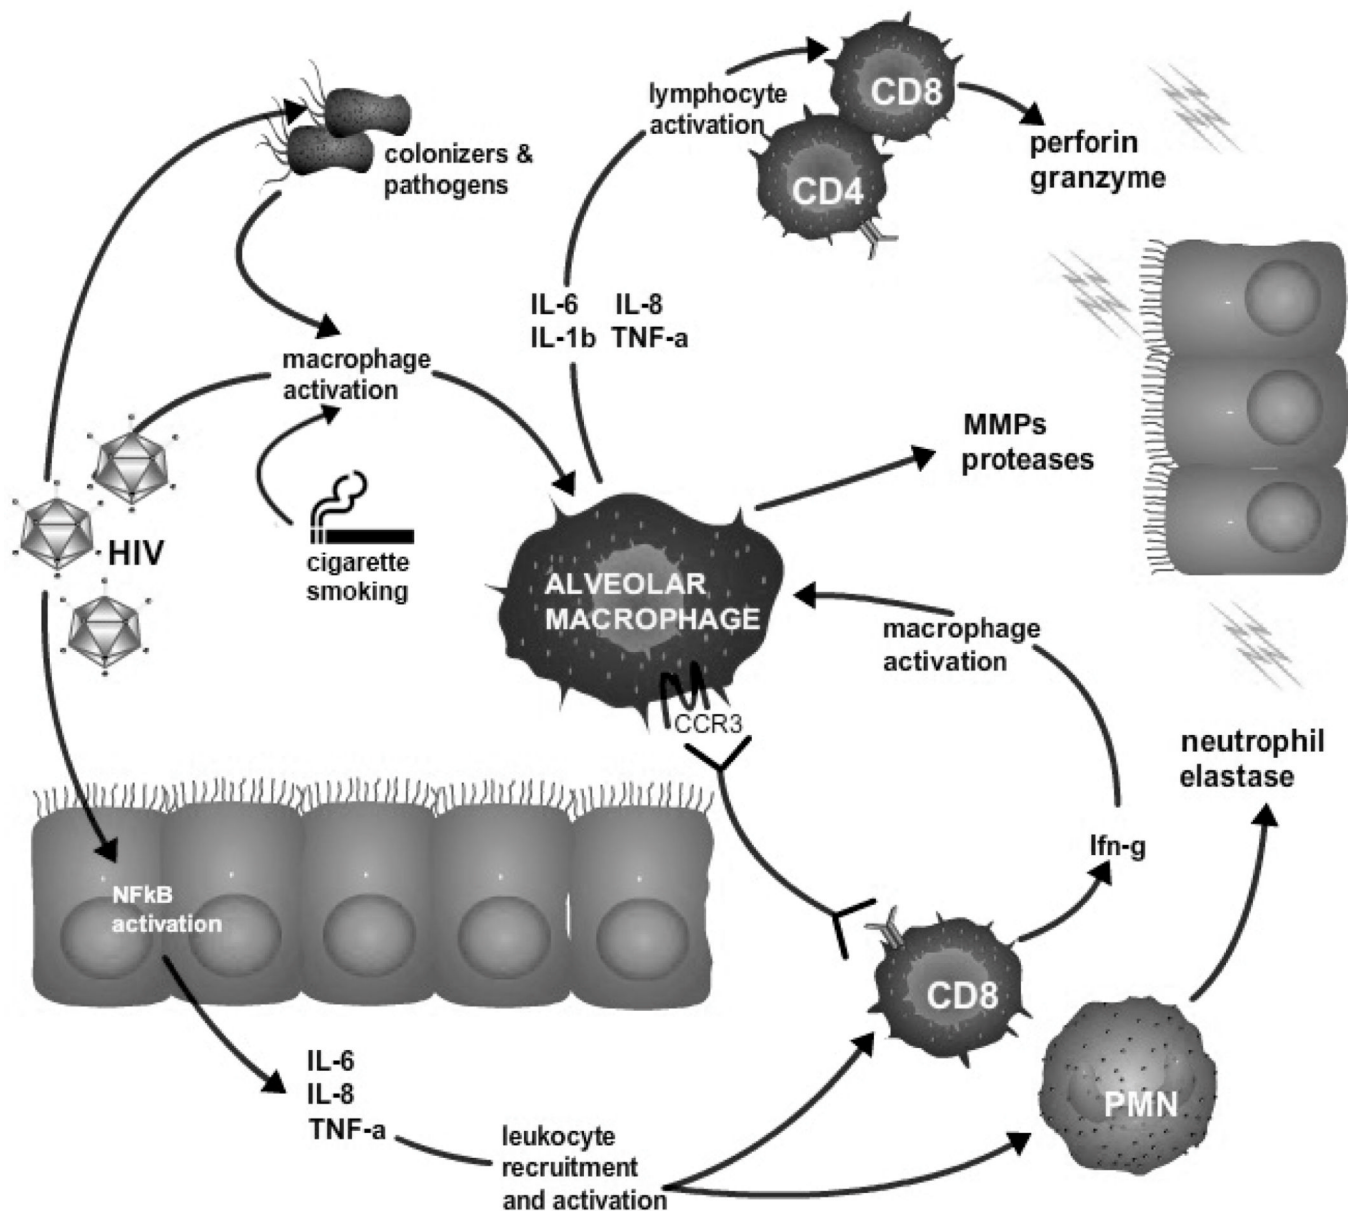 CD8
lymphocyte
activation
perforin
granzyme
CD4
colonizers &
pathogens
IL-6 IL-8
IL-1b TNF-a
macrophage
activation
MMPs
proteases
HIV
cigarette
smoking
ALVEOLAR
MACROPHAGE
macrophage
activation
CCR3
neutrophil
elastase
Ifn-g
NFkB
activation
CD8
IL-6
IL-8
TNF-a
PMN
leukocyte
recruitment
and activation